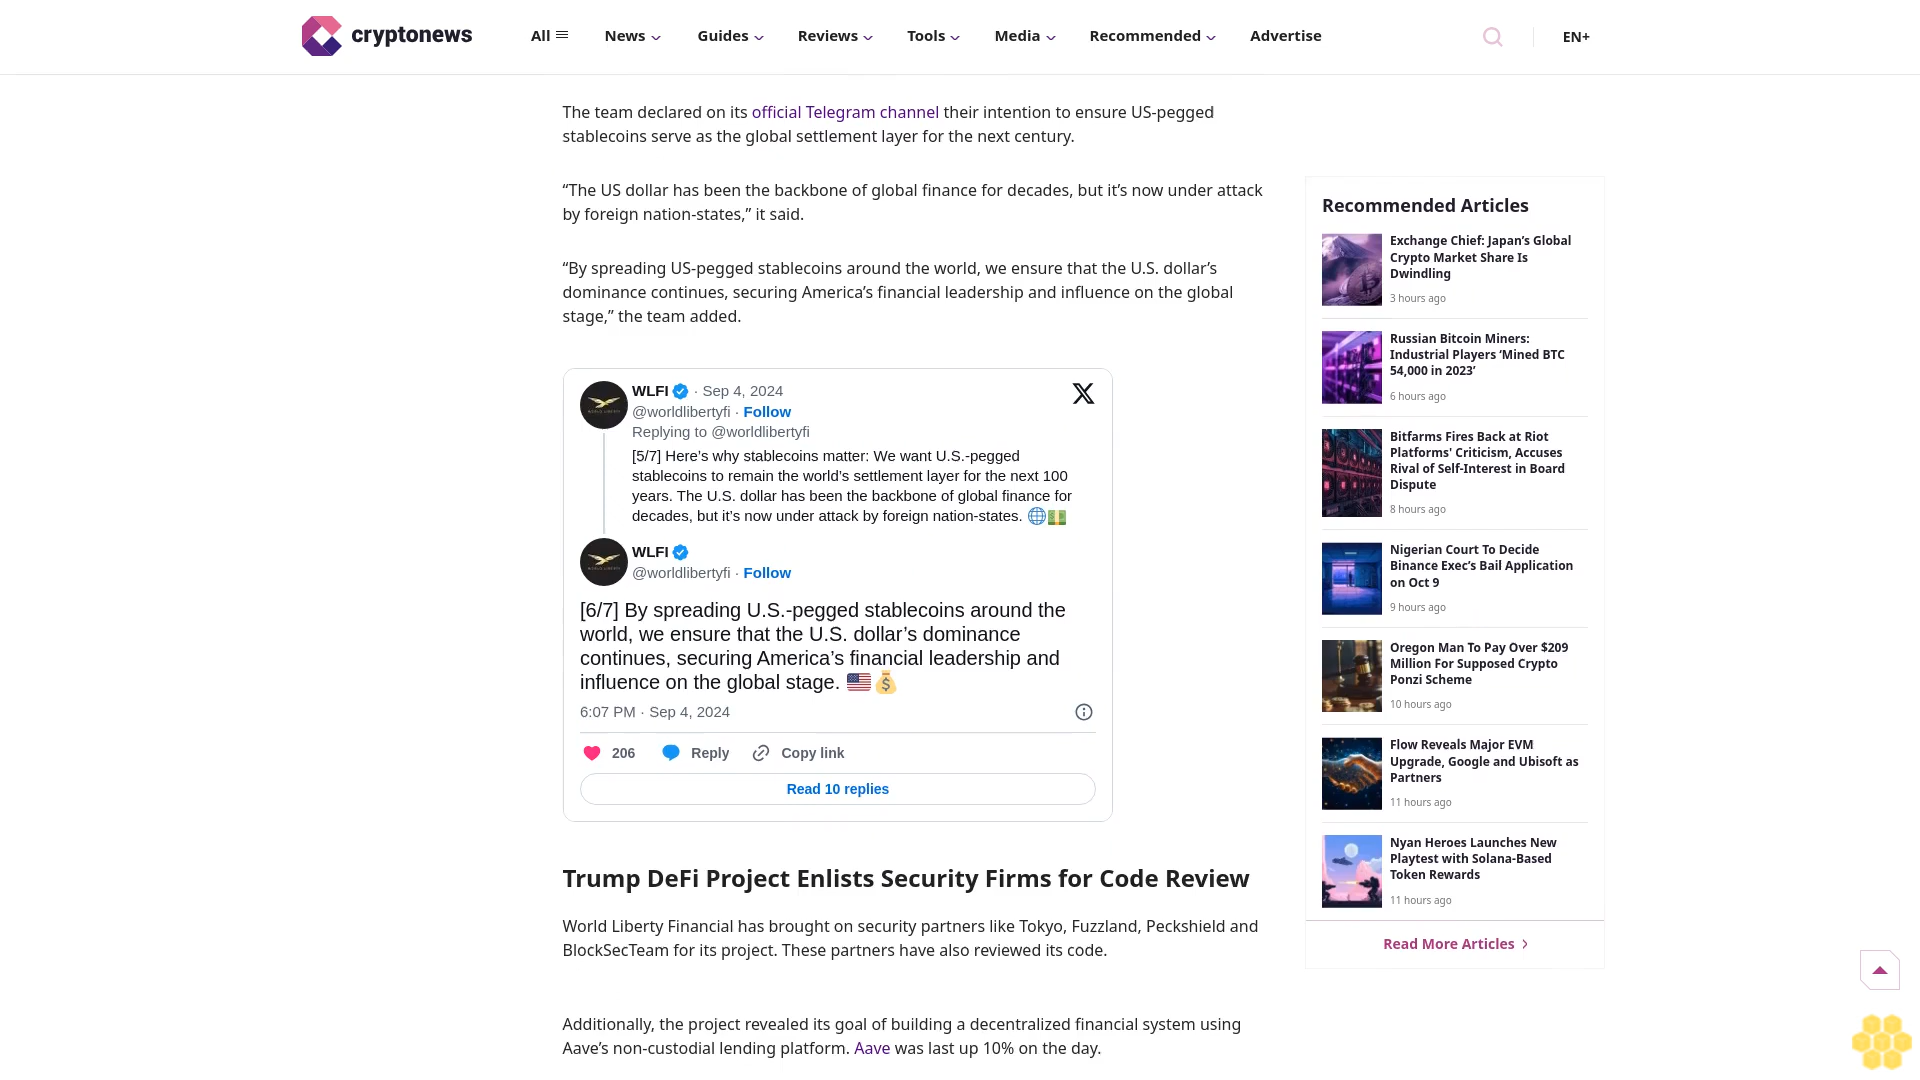 cryptonews
All
News
Guides
Reviews
Tools
Media
Recommended
Advertise
EN+
The team declared on its official Telegram channel their intention to ensure US-pegged
stablecoins serve as the global settlement layer for the next century.
“The US dollar has been the backbone of global finance for decades, but it’s now under attack
by foreign nation-states,” it said.
“By spreading US-pegged stablecoins around the world, we ensure that the U.S. dollar’s
dominance continues, securing America’s financial leadership and influence on the global
stage,” the team added.
WLFI · Sep 4, 2024
@worldlibertyfi · Follow
Replying to @worldlibertyfi
[5/7] Here’s why stablecoins matter: We want U.S.-pegged
stablecoins to remain the world’s settlement layer for the next 100
years. The U.S. dollar has been the backbone of global finance for
decades, but it’s now under attack by foreign nation-states. 🌐💵
WLFI
@worldlibertyfi · Follow
[6/7] By spreading U.S.-pegged stablecoins around the
world, we ensure that the U.S. dollar’s dominance
continues, securing America’s financial leadership and
influence on the global stage. 🇺🇸💰
6:07 PM · Sep 4, 2024
206
Reply
Copy link
Read 10 replies
Trump DeFi Project Enlists Security Firms for Code Review
World Liberty Financial has brought on security partners like Tokyo, Fuzzland, Peckshield and
BlockSecTeam for its project. These partners have also reviewed its code.
Additionally, the project revealed its goal of building a decentralized financial system using
Aave’s non-custodial lending platform. Aave was last up 10% on the day.
Recommended Articles
Exchange Chief: Japan’s Global
Crypto Market Share Is
Dwindling
3 hours ago
Russian Bitcoin Miners:
Industrial Players ‘Mined BTC
54,000 in 2023’
6 hours ago
Bitfarms Fires Back at Riot
Platforms' Criticism, Accuses
Rival of Self-Interest in Board
Dispute
8 hours ago
Nigerian Court To Decide
Binance Exec’s Bail Application
on Oct 9
9 hours ago
Oregon Man To Pay Over $209
Million For Supposed Crypto
Ponzi Scheme
10 hours ago
Flow Reveals Major EVM
Upgrade, Google and Ubisoft as
Partners
11 hours ago
Nyan Heroes Launches New
Playtest with Solana-Based
Token Rewards
11 hours ago
Read More Articles